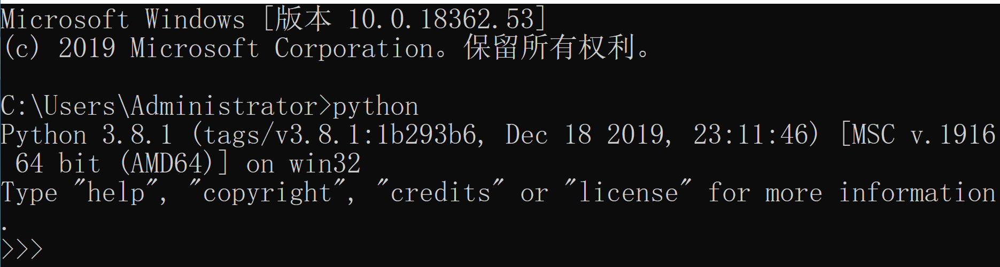 Microsoft Windows [版本 10.0.18362.53]
(c) 2019 Microsoft Corporation。保留所有权利。
C:\Users\Administrator>python
Python 3.8.1 (tags/v3.8.1:1b293b6, Dec 18 2019, 23:11:46) [MSC v.1916
 64 bit (AMD64)] on win32
Type "help", "copyright", "credits" or "license" for more information
.
>>>